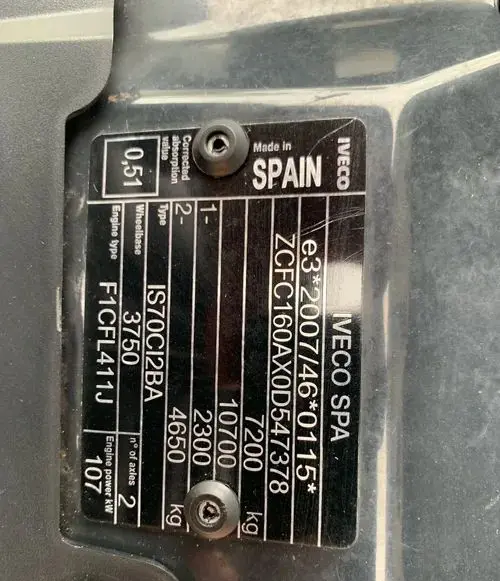 IVECO
IVECO SPA
e3*2007/46*0115*
ZCFC160AX0D547378
Made in
SPAIN
7200 kg
10700 kg
1- 2300 kg
2- 4650 kg
Corrected
absorption
value
0,51
Type
IS70CI2BA
Wheelbase
3750
n° of axles
2
Engine type
F1CFL411J
Engine power kW
107